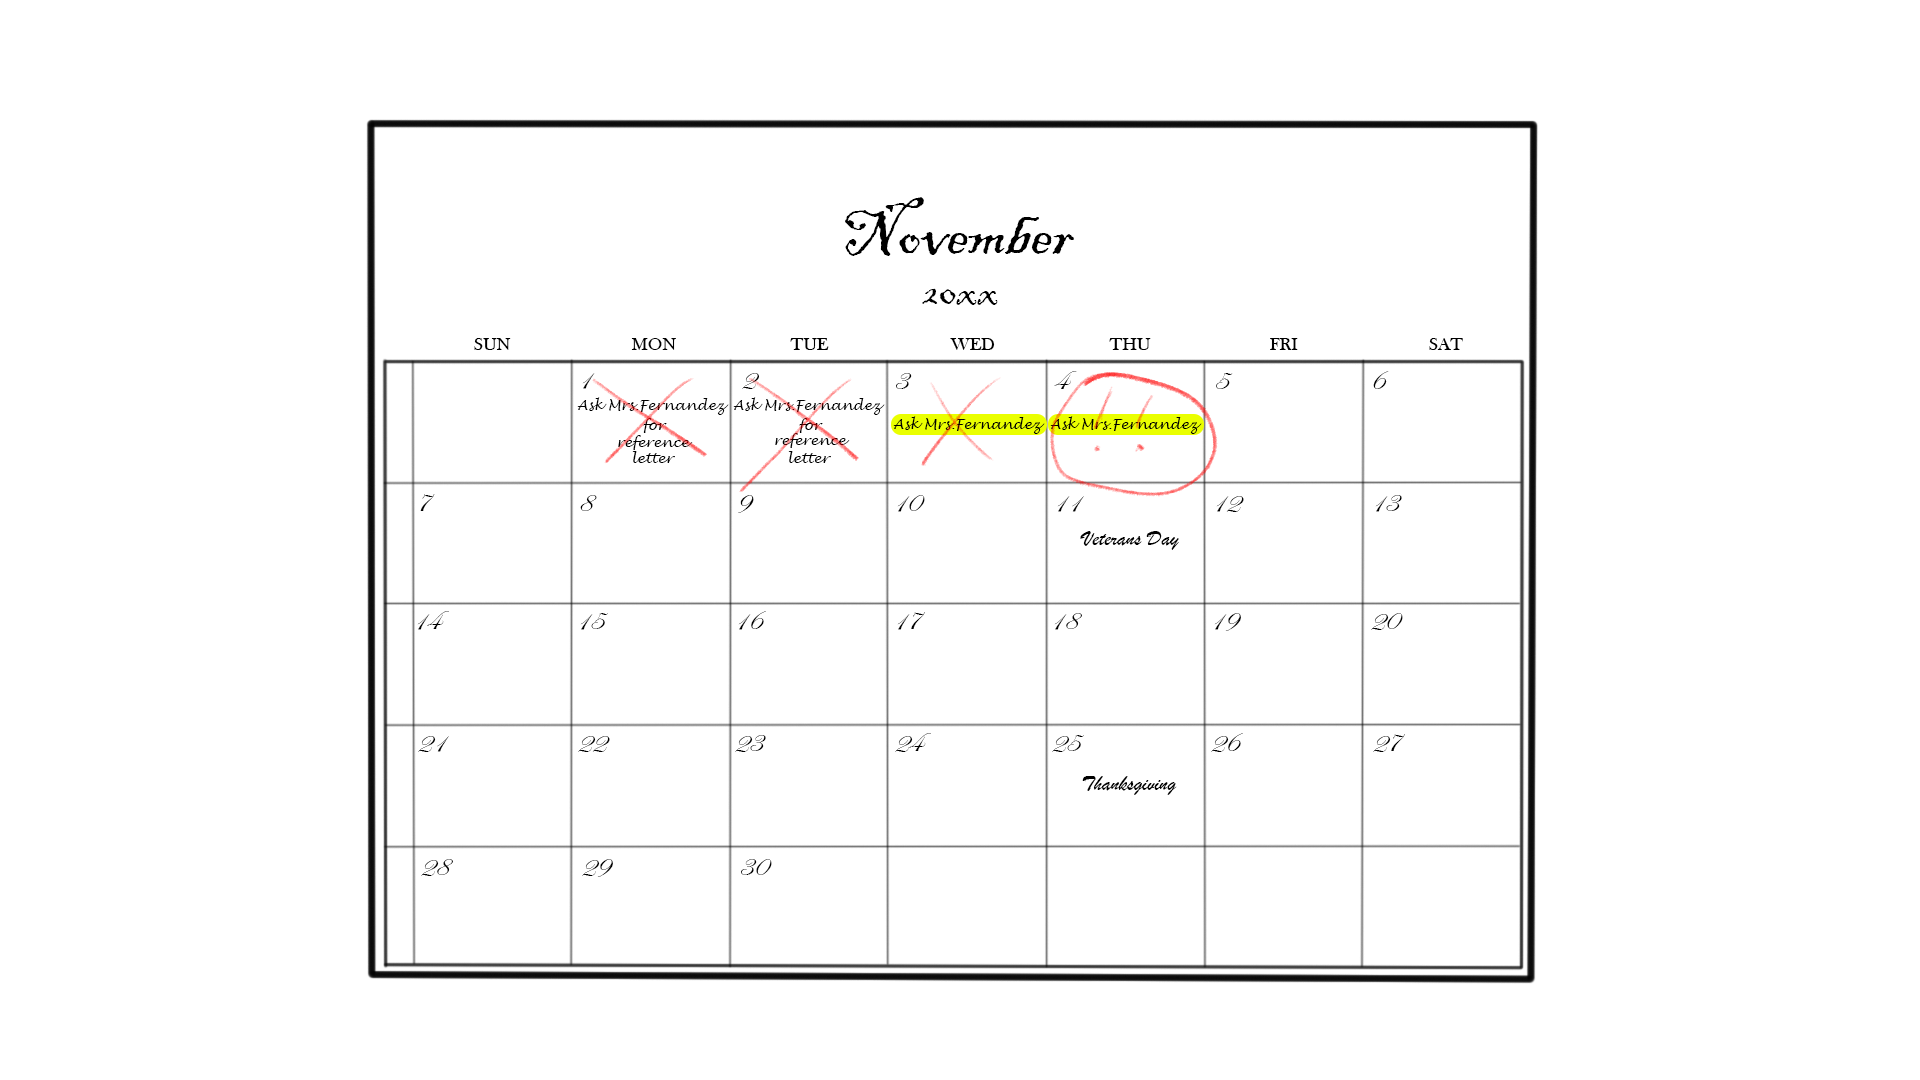 November
20xx
SUN MON TUE WED THU FRI SAT
1 2 3 4 5 6
Ask Mrs.Fernandez Ask Mrs.Fernandez Ask Mrs.Fernandez Ask Mrs.Fernandez
for for
reference reference
letter letter
!!
7 8 9 10 11 12 13
Veterans Day
14 15 16 17 18 19 20
21 22 23 24 25 26 27
Thanksgiving
28 29 30